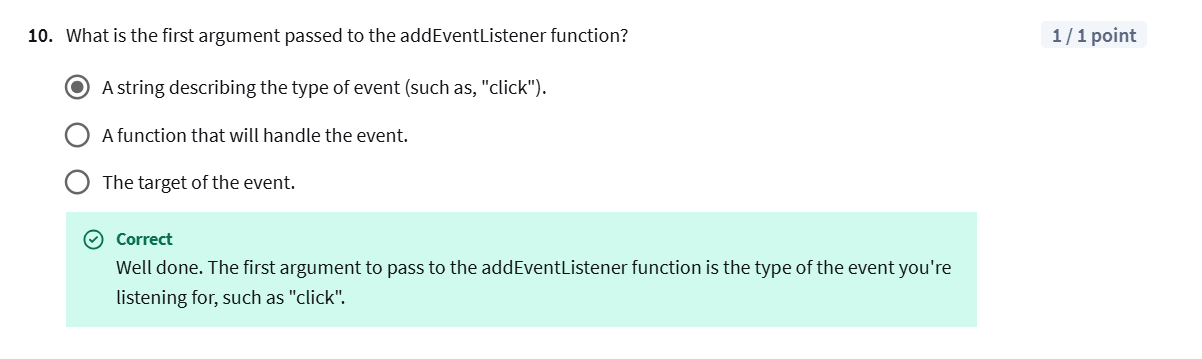 10. What is the first argument passed to the addEventListener function?
1 / 1 point
A string describing the type of event (such as, "click").
A function that will handle the event.
The target of the event.
Correct
Well done. The first argument to pass to the addEventListener function is the type of the event you're
listening for, such as "click".